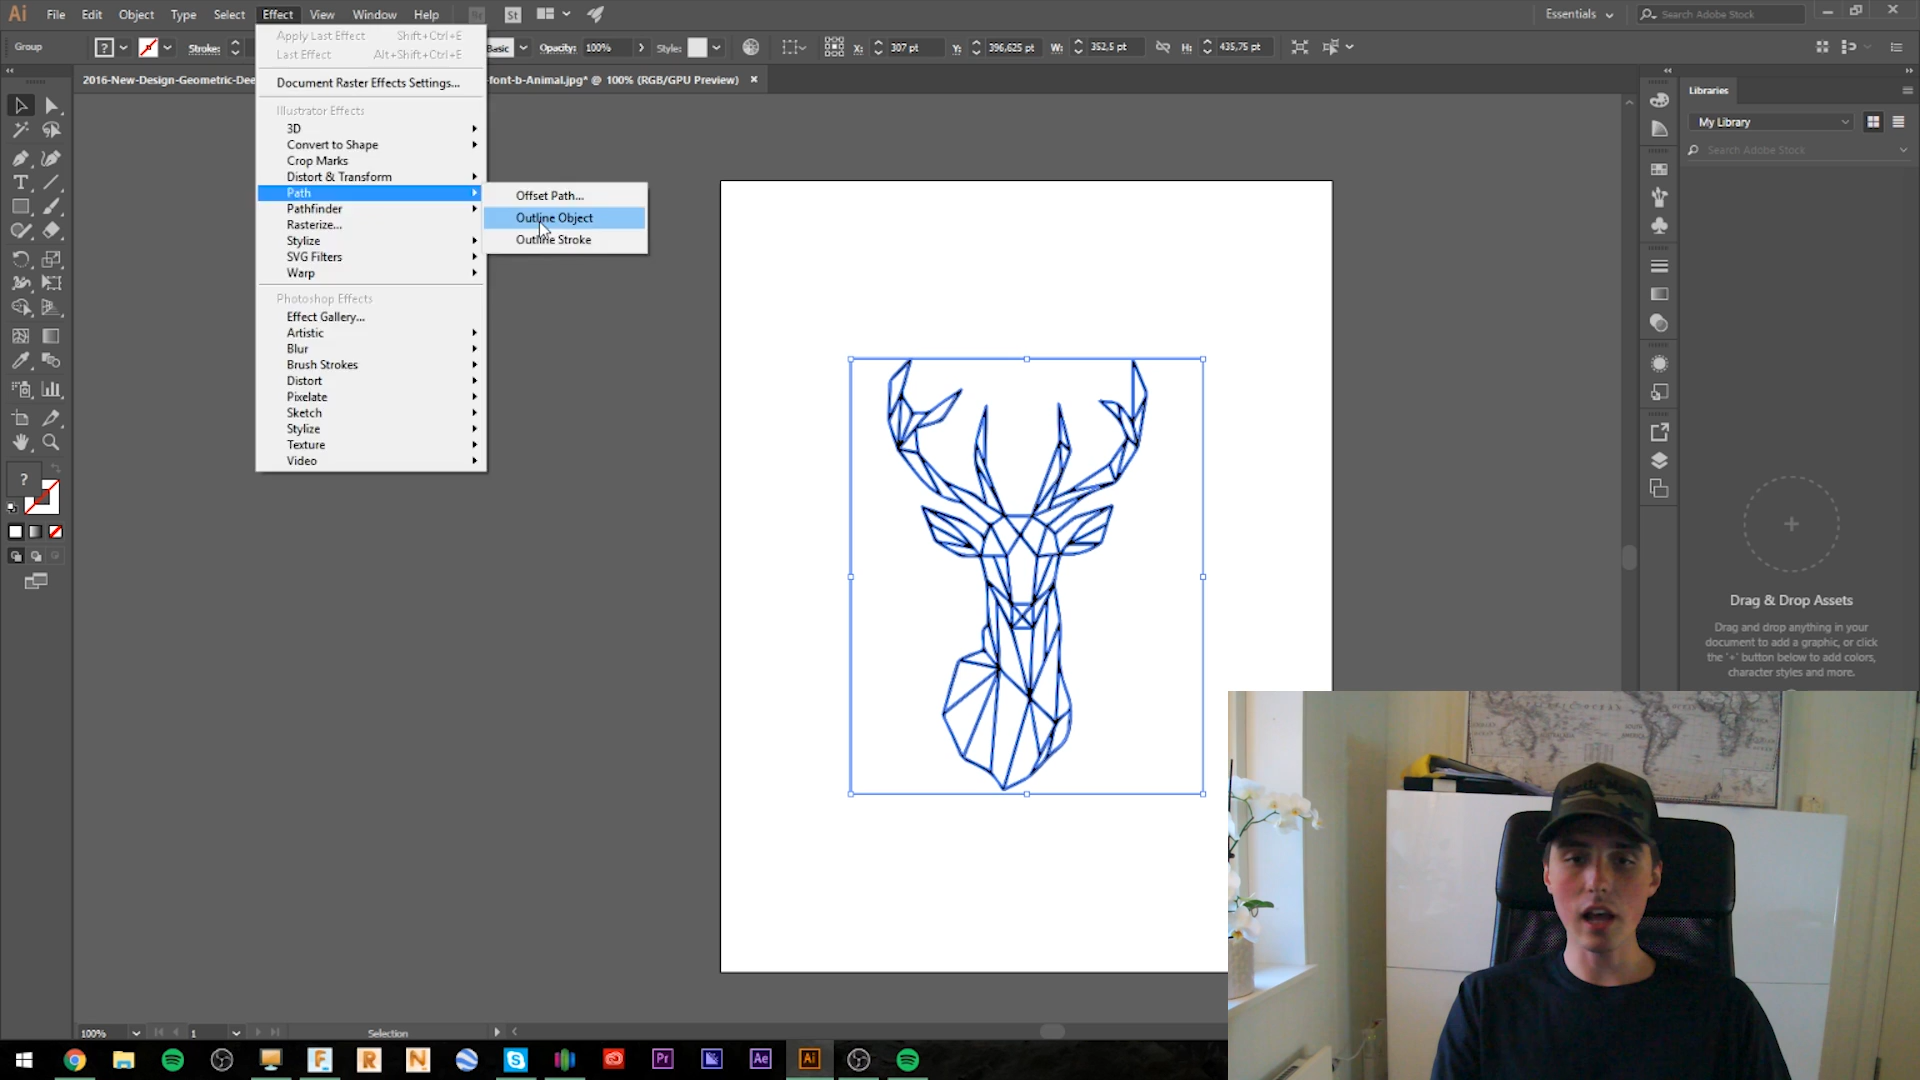 Ai File Edit Object Type Select Effect View Window Help St Essentials Search Adobe Stock
Group ? Stroke: Basic Opacity: 100% Style: X: 307 pt Y: 396,625 pt W: 352,5 pt H: 435,75 pt
2016-New-Design-Geometric-Dee
-font-b-Animal.jpg* @ 100% (RGB/GPU Preview)
Apply Last Effect Shift+Ctrl+E
Last Effect Alt+Shift+Ctrl+E
Document Raster Effects Settings...
Illustrator Effects
3D
Convert to Shape
Crop Marks
Distort & Transform
Path
Pathfinder
Rasterize...
Stylize
SVG Filters
Warp
Photoshop Effects
Effect Gallery...
Artistic
Blur
Brush Strokes
Distort
Pixelate
Sketch
Stylize
Texture
Video
Offset Path...
Outline Object
Outline Stroke
Libraries
My Library
Search Adobe Stock
Drag & Drop Assets
Drag and drop anything in your
document to add a graphic, or click
the '+' button below to add colors,
character styles and more.
?
100% 1 Selection
F R N S Pr Ae Ai